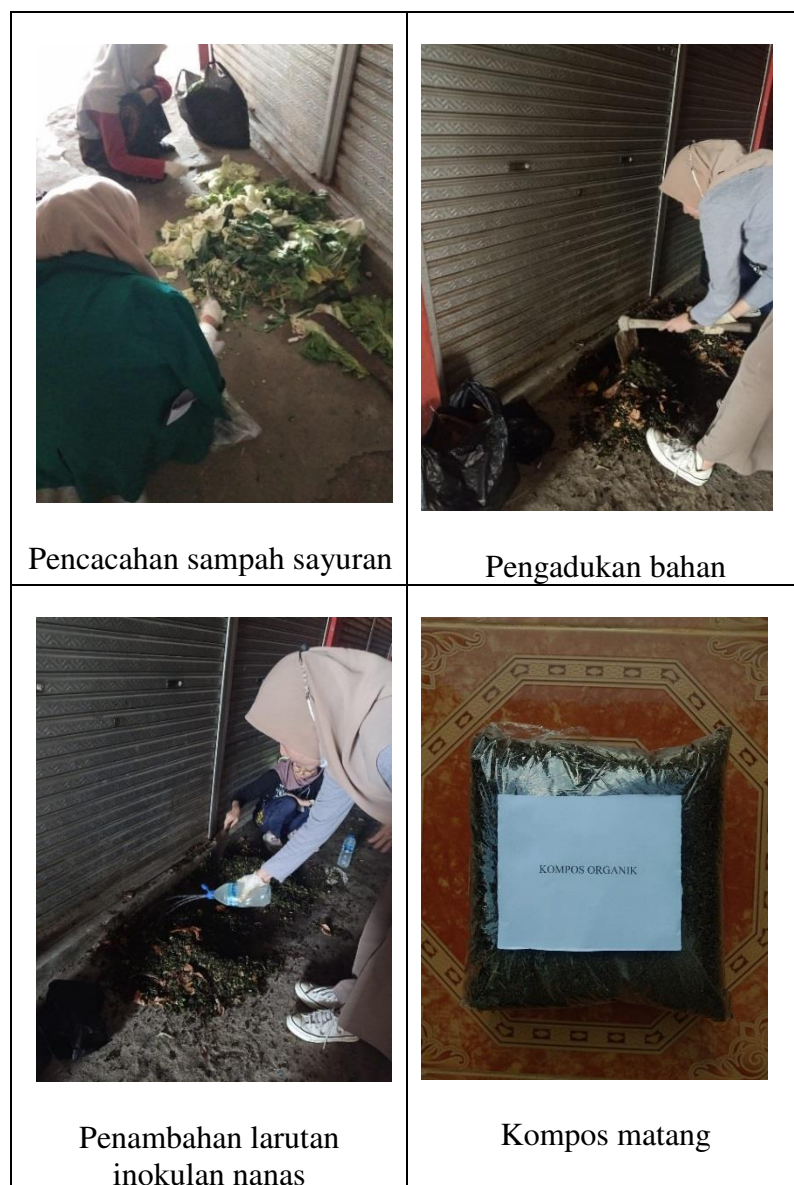 Pencacahan sampah sayuran
Pengadukan bahan
KOMPOS ORGANIK
Penambahan larutan
inokulan nanas
Kompos matang